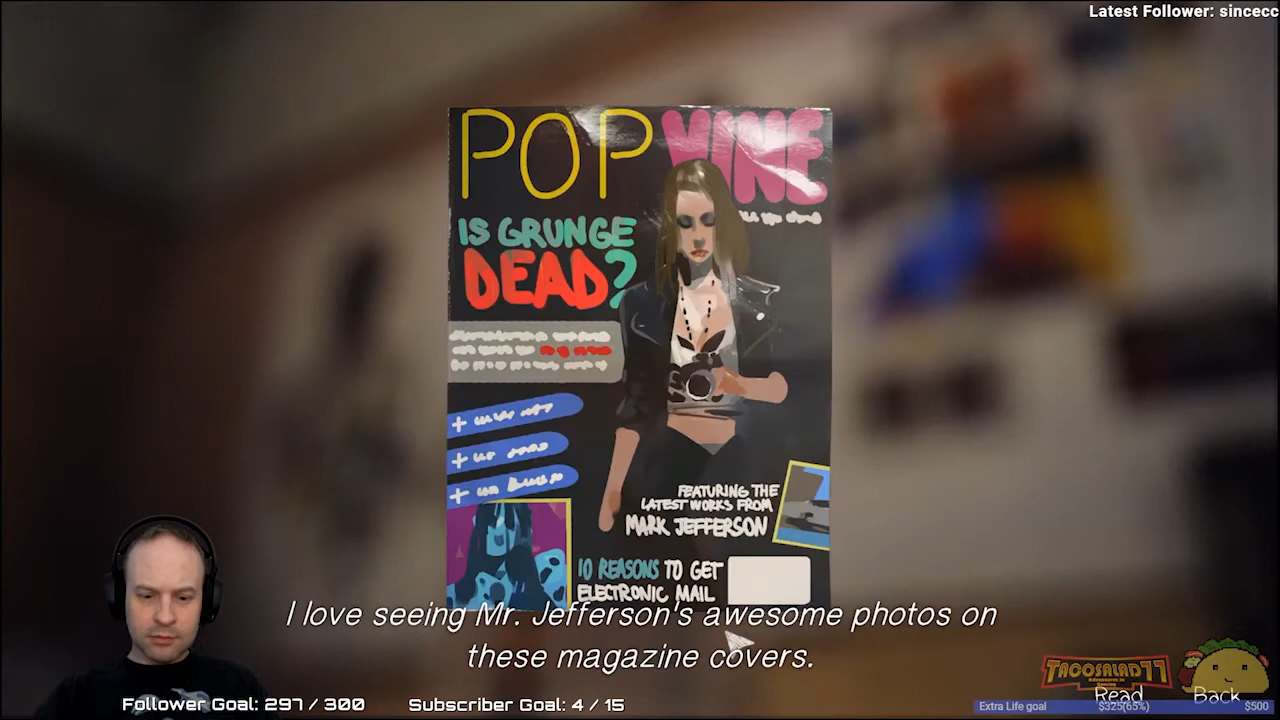 Latest Follower: sincecc
POP VINE
IS GRUNGE
DEAD?
FEATURING THE
LATEST WORKS FROM
MARK JEFFERSON
10 REASONS TO GET
ELECTRONIC MAIL
I love seeing Mr. Jefferson's awesome photos on
these magazine covers.
TACOSALAD77
Read
Back
Follower Goal: 297 / 300
Subscriber Goal: 4 / 15
Extra Life goal
$325(65%)
$500